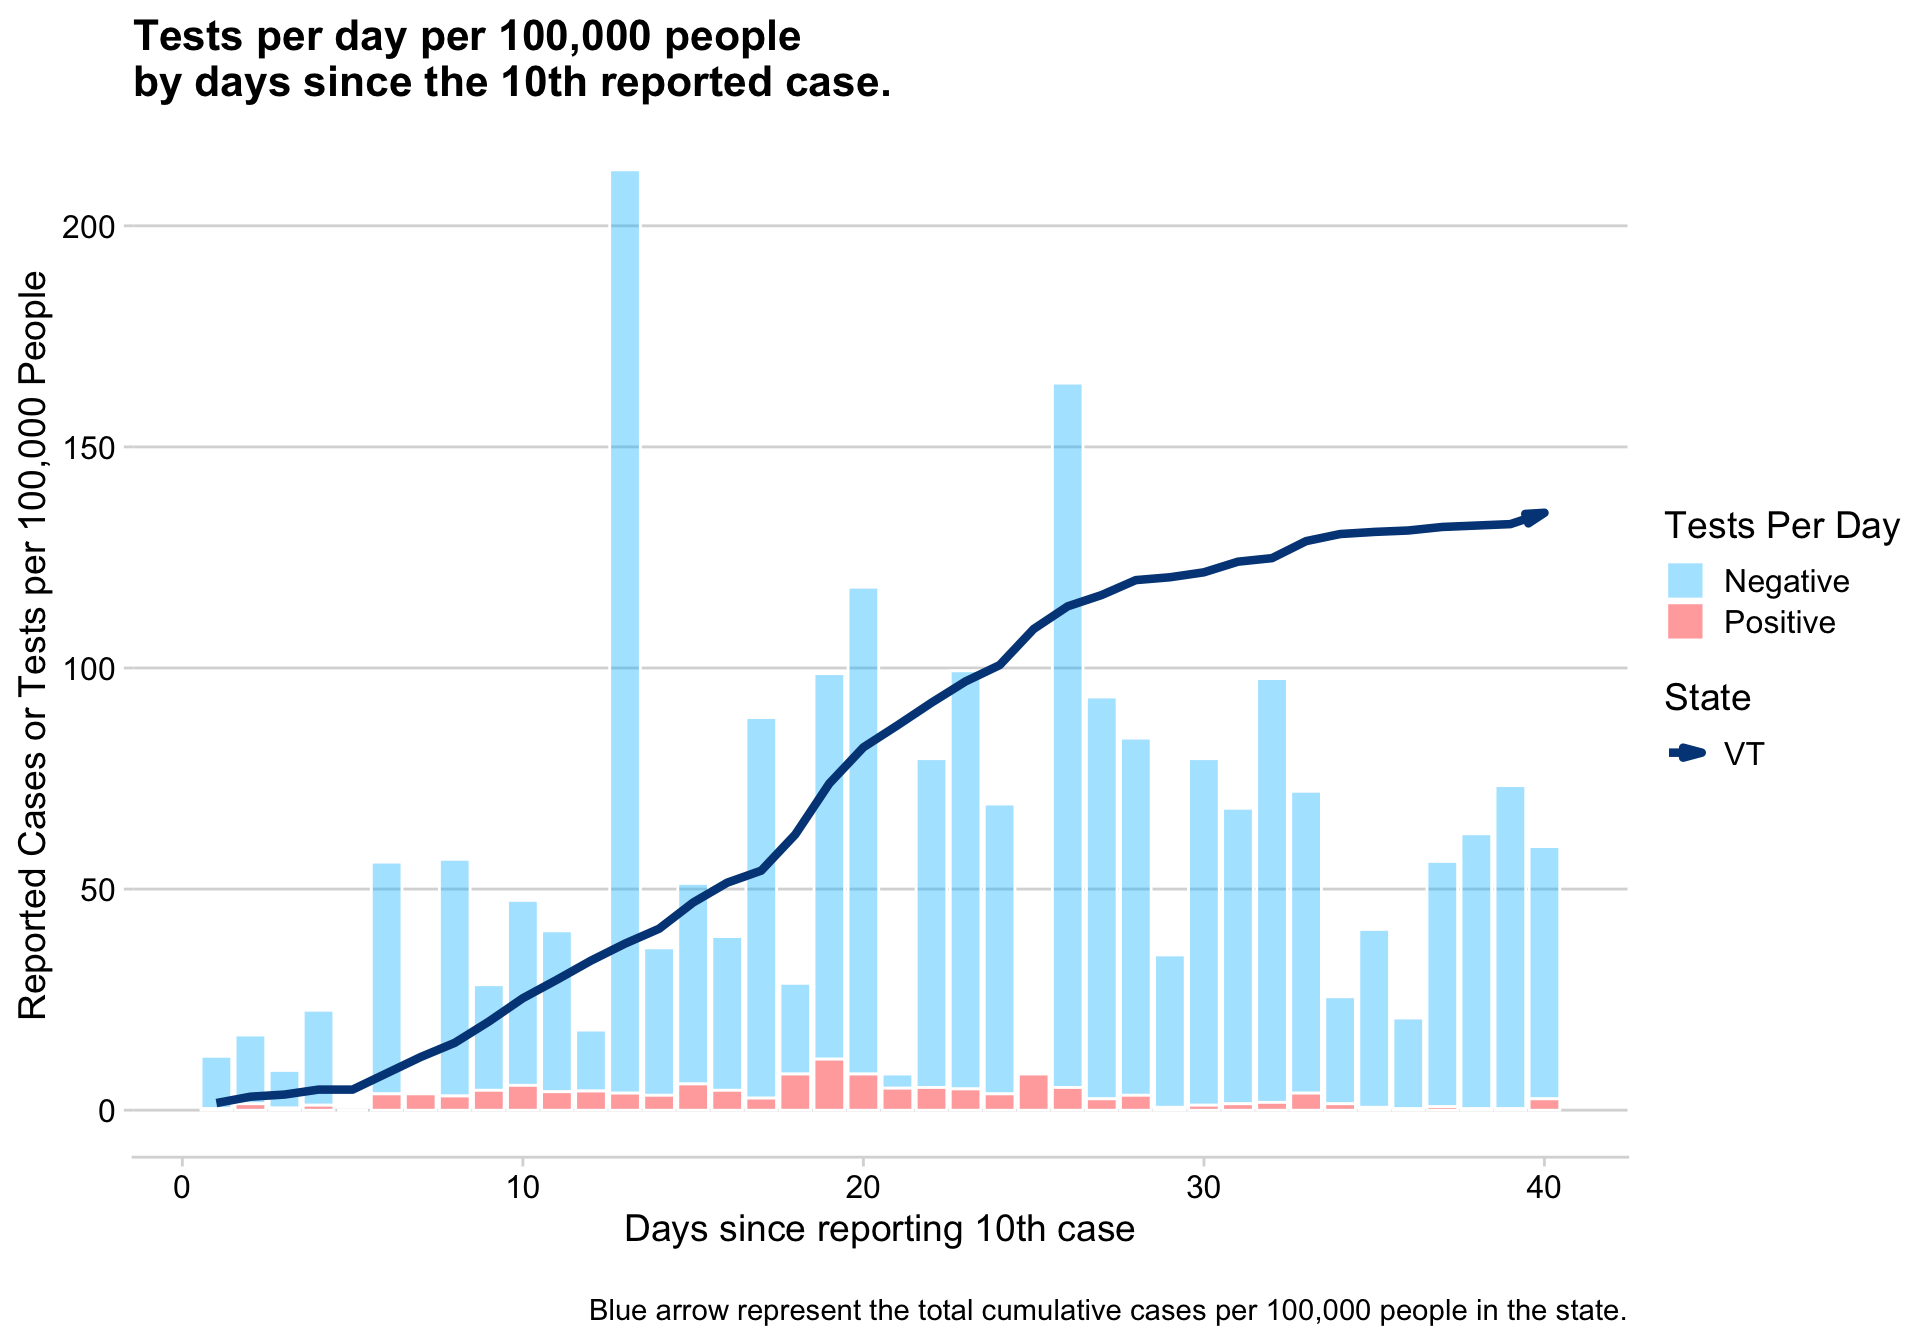 Tests per day per 100,000 people
by days since the 10th reported case.
Reported Cases or Tests per 100,000 People
200
150
100
50
0
0
10
20
30
40
Days since reporting 10th case
Tests Per Day
Negative
Positive
State
VT
Blue arrow represent the total cumulative cases per 100,000 people in the state.